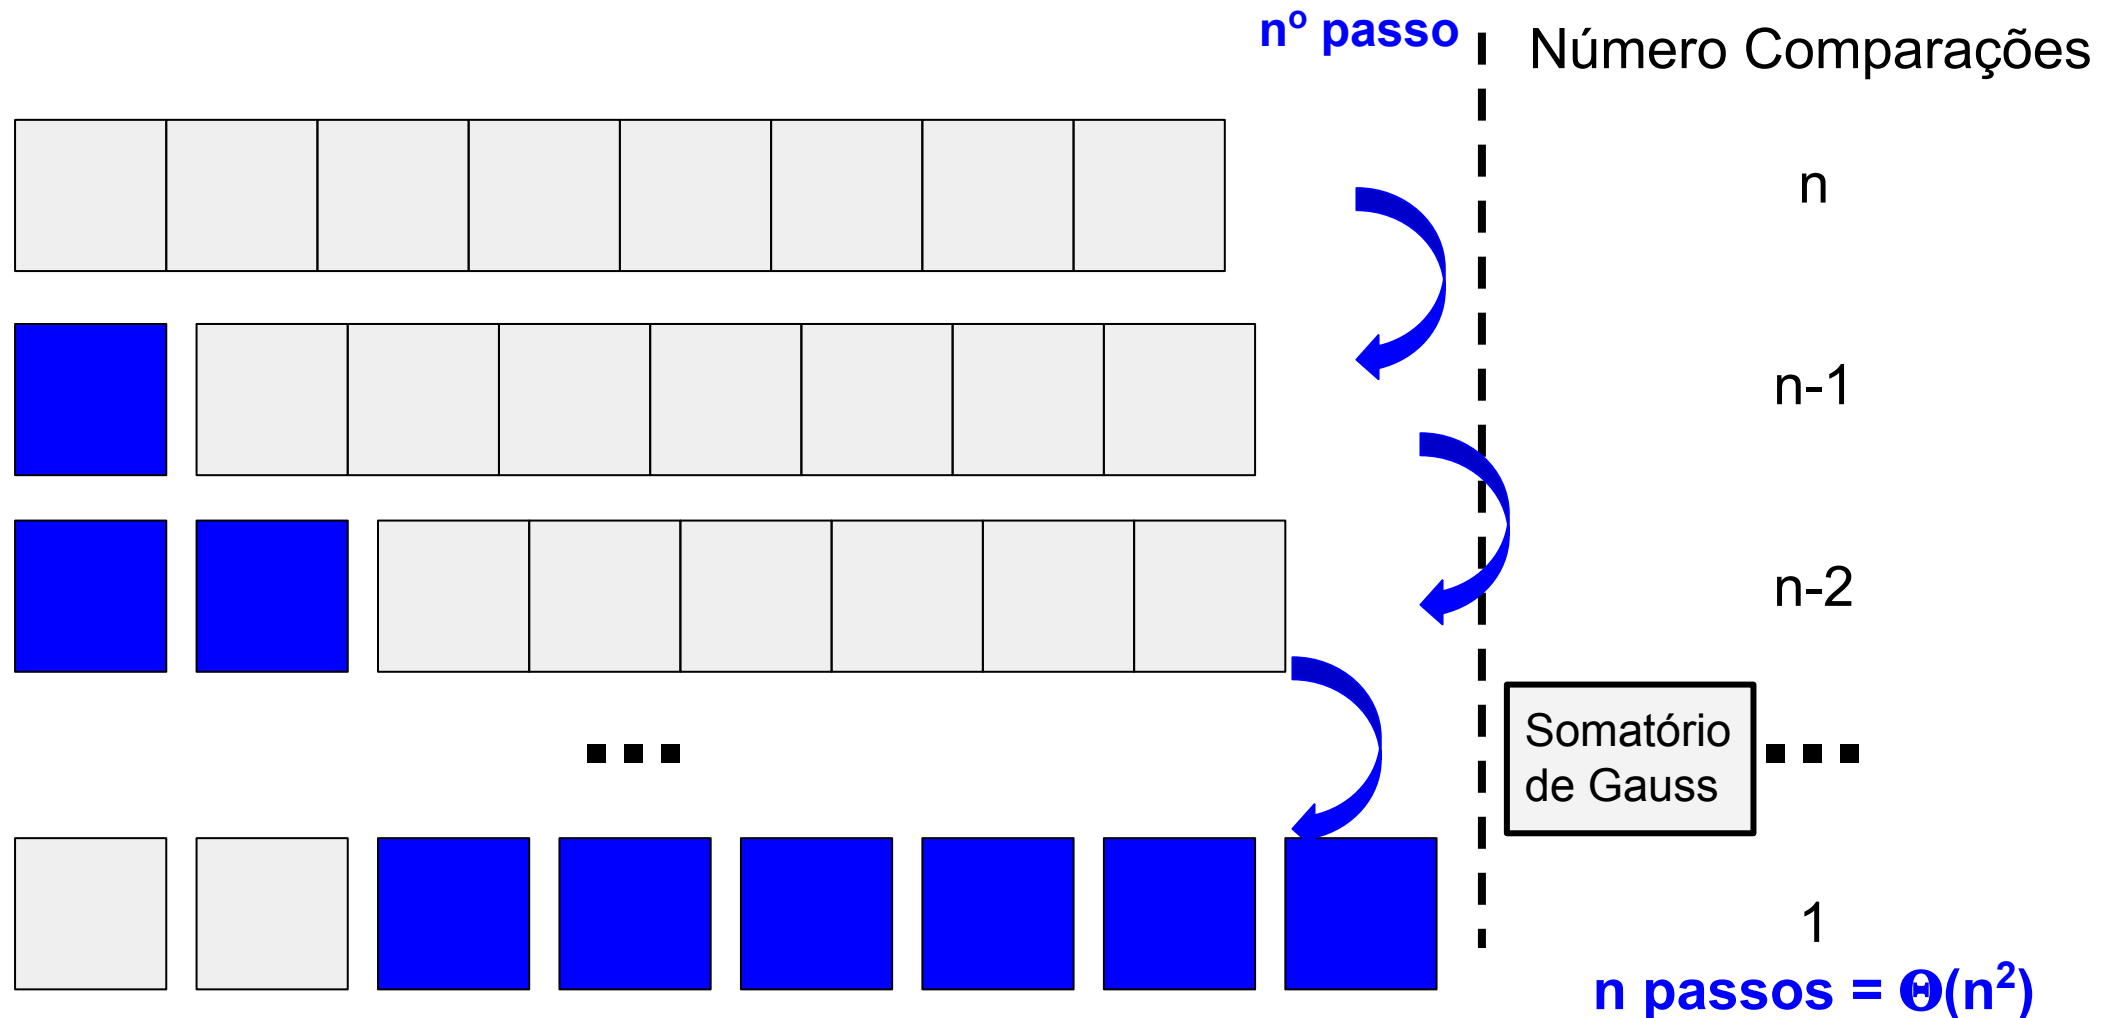 nº passo
Número Comparações
n
n-1
n-2
Somatório
de Gauss
...
...
1
n passos = Θ(n²)